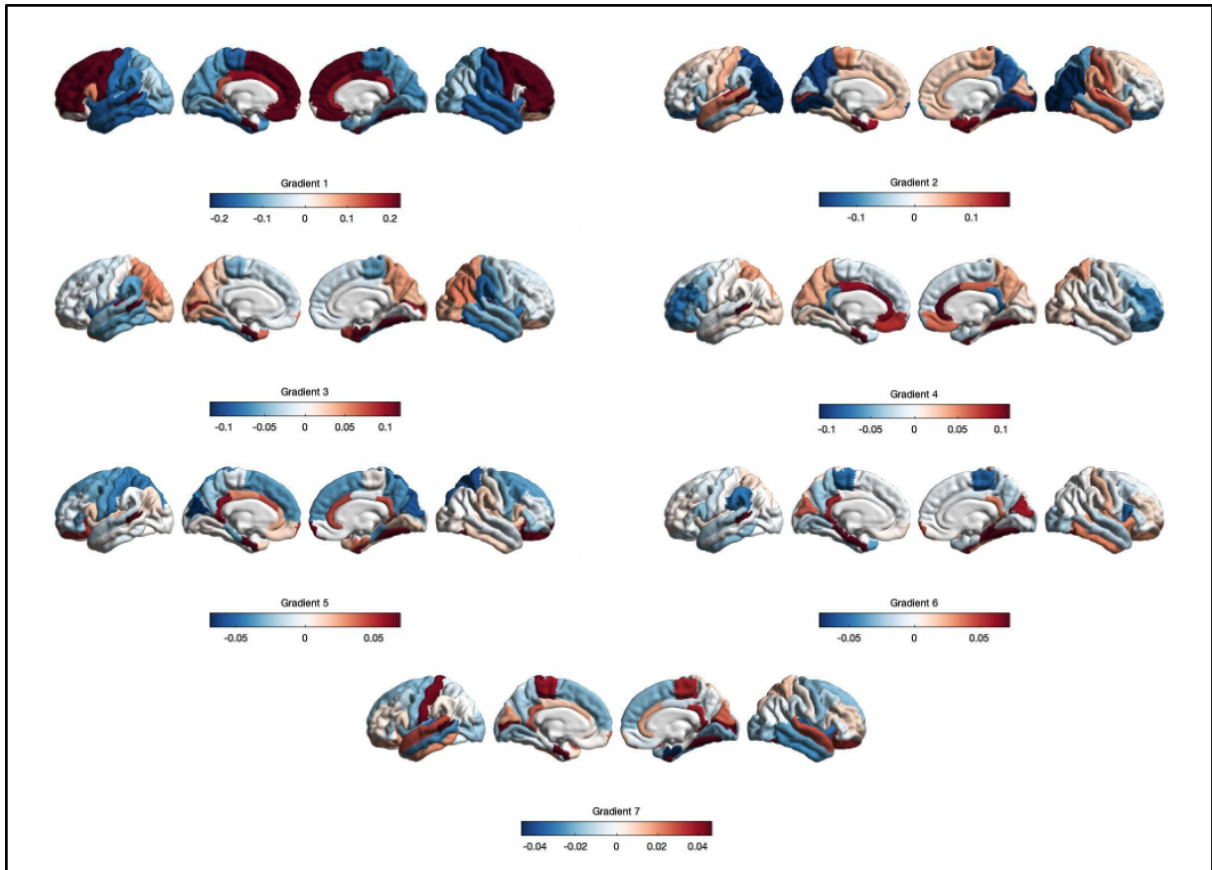 Gradient 1
-0.2 -0.1 0 0.1 0.2
Gradient 2
-0.1 0 0.1
Gradient 3
-0.1 -0.05 0 0.05 0.1
Gradient 4
-0.1 -0.05 0 0.05 0.1
Gradient 5
-0.05 0 0.05
Gradient 6
-0.05 0 0.05
Gradient 7
-0.04 -0.02 0 0.02 0.04